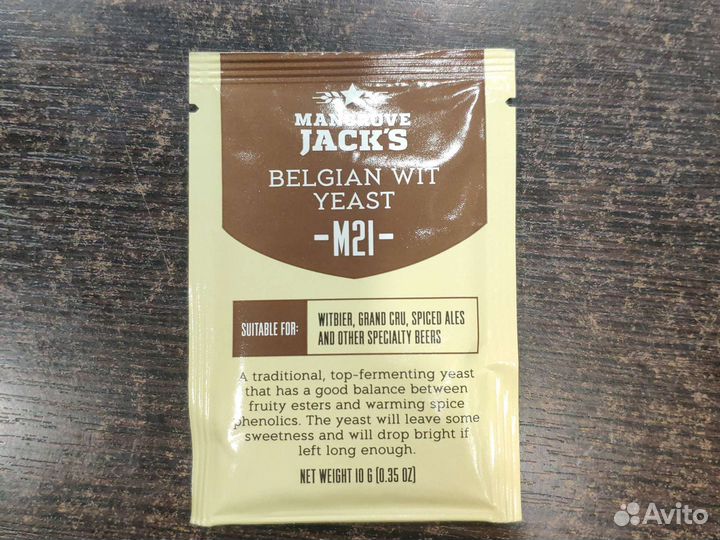 MANGROVE
JACK'S
BELGIAN WIT
YEAST
-M21-
SUITABLE FOR:
WITBIER, GRAND CRU, SPICED ALES
AND OTHER SPECIALTY BEERS
A traditional, top-fermenting yeast
that has a good balance between
fruity esters and warming spice
phenolics. The yeast will leave some
sweetness and will drop bright if
left long enough.
NET WEIGHT 10 G (0.35 OZ)
Avito